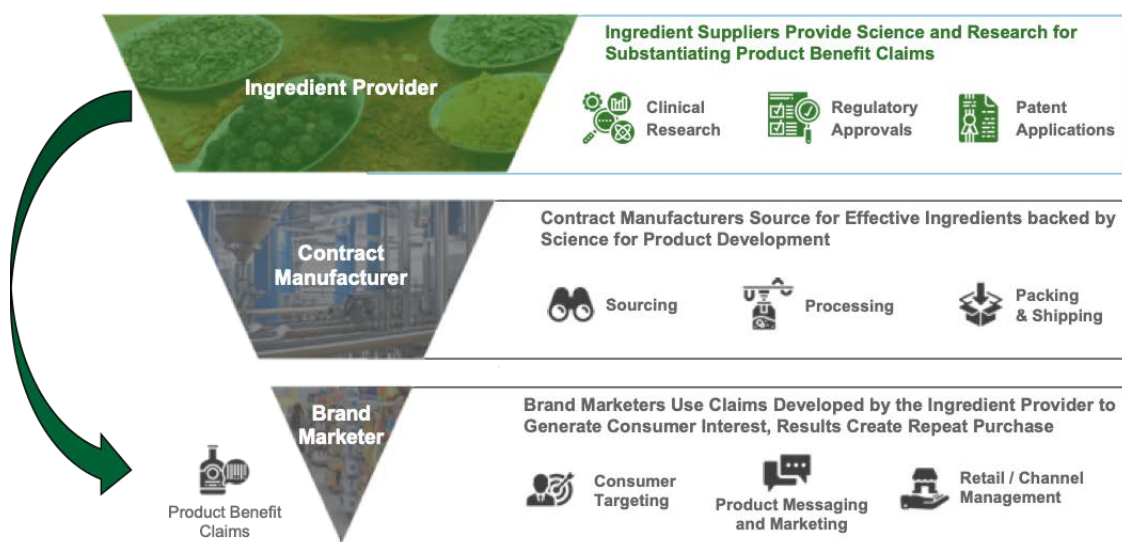 Ingredient Provider
Ingredient Suppliers Provide Science and Research for
Substantiating Product Benefit Claims
Clinical
Research
Regulatory
Approvals
Patent
Applications
Contract
Manufacturer
Contract Manufacturers Source for Effective Ingredients backed by
Science for Product Development
Sourcing
Processing
Packing
& Shipping
Brand
Marketer
Brand Marketers Use Claims Developed by the Ingredient Provider to
Generate Consumer Interest, Results Create Repeat Purchase
Consumer
Targeting
Product Messaging
and Marketing
Retail / Channel
Management
Product Benefit
Claims